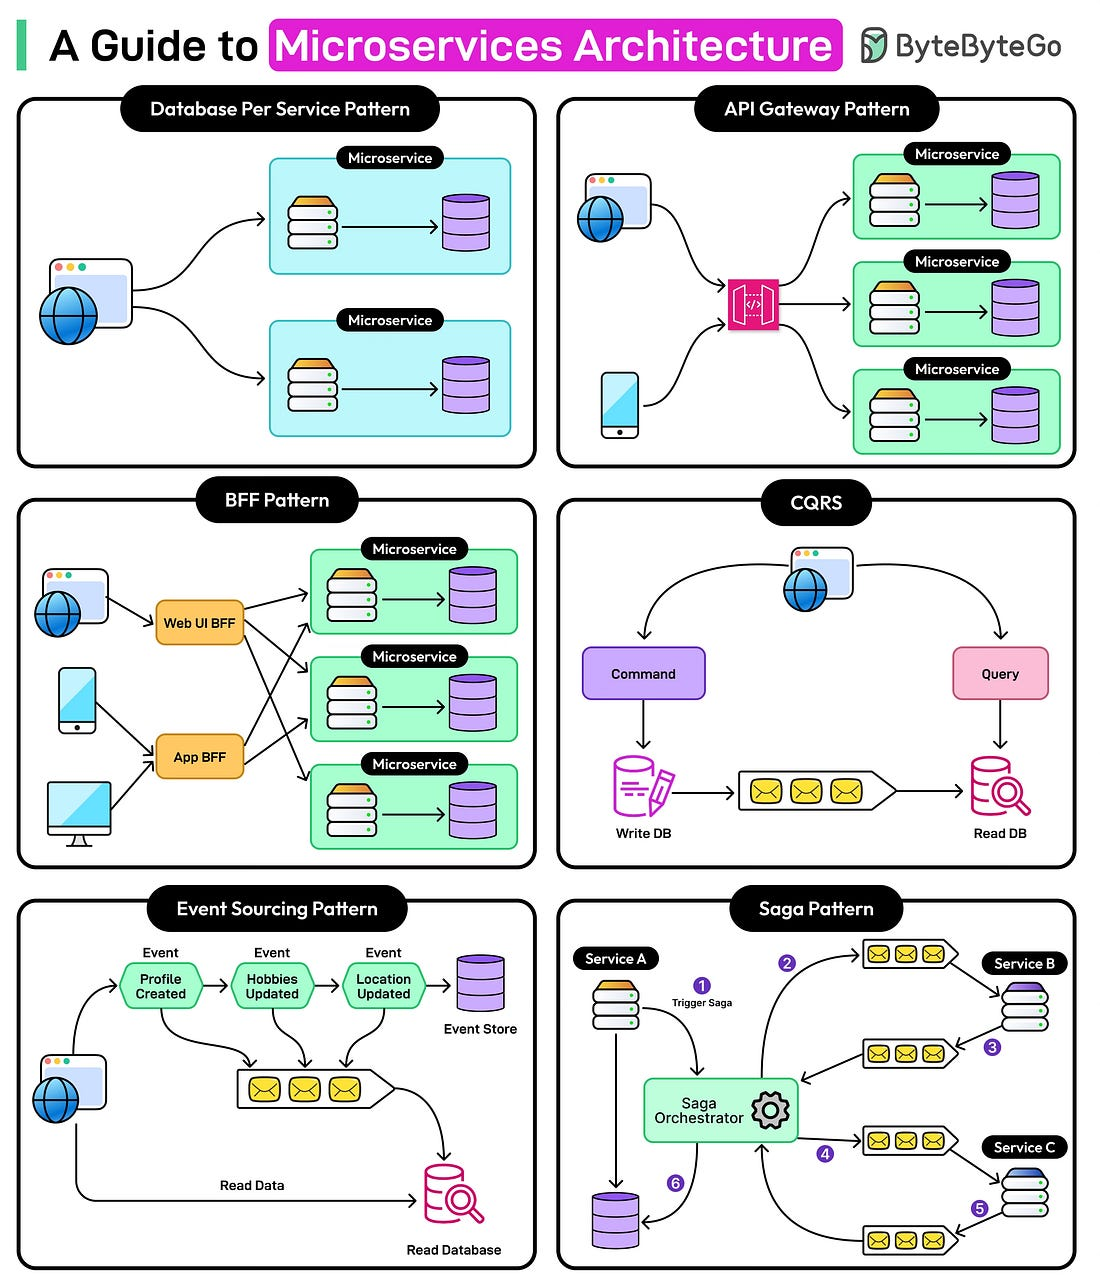 A Guide to Microservices Architecture
ByteByteGo
Database Per Service Pattern
Microservice
Microservice
API Gateway Pattern
Microservice
Microservice
Microservice
</>
BFF Pattern
Web UI BFF
App BFF
Microservice
Microservice
Microservice
CQRS
Command
Query
Write DB
Read DB
Event Sourcing Pattern
Event
Event
Event
Profile
Created
Hobbies
Updated
Location
Updated
Event Store
Read Data
Read Database
Saga Pattern
Service A
1
Trigger Saga
2
Service B
3
Saga
Orchestrator
4
Service C
5
6